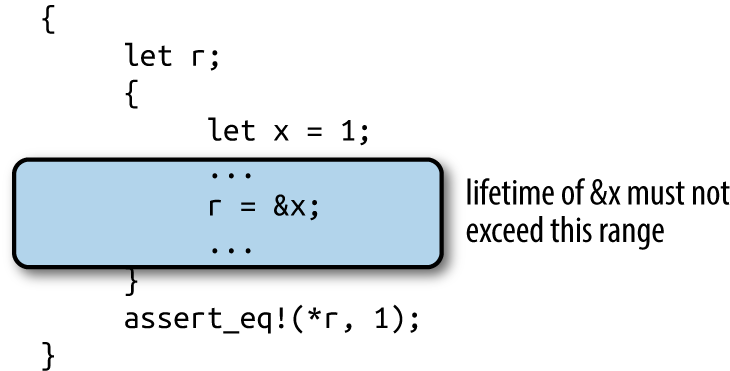 {
let r;
{
let x = 1;
...
r = &x;
...
}
assert_eq!(*r, 1);
}
lifetime of &x must not
exceed this range